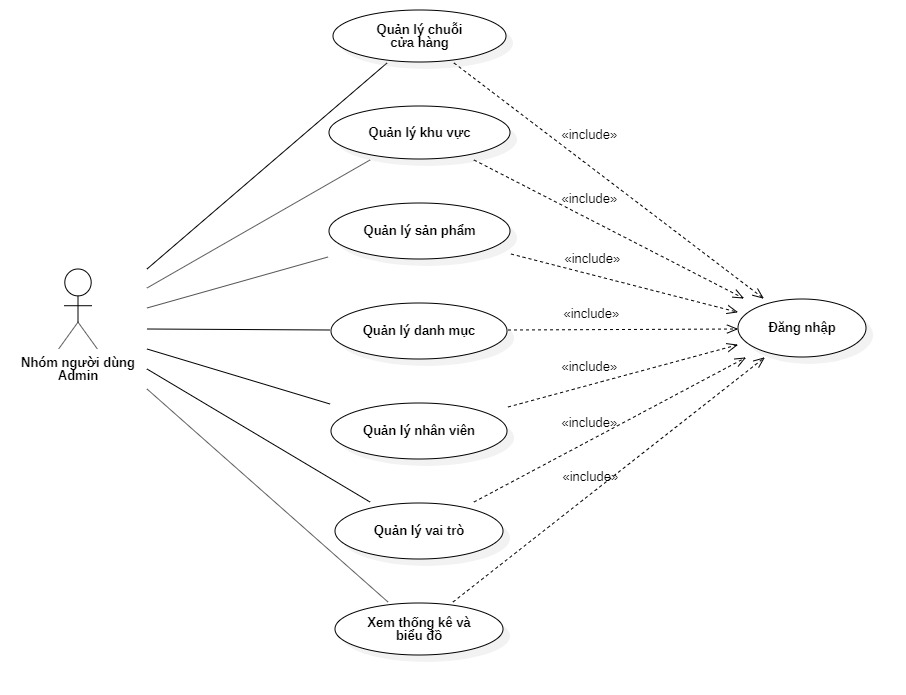 Quản lý chuỗi
cửa hàng
«include»
Quản lý khu vực
«include»
Quản lý sản phẩm
«include»
«include»
Quản lý danh mục
Đăng nhập
Nhóm người dùng
Admin
«include»
Quản lý nhân viên
«include»
«include»
Quản lý vai trò
Xem thống kê và
biểu đồ